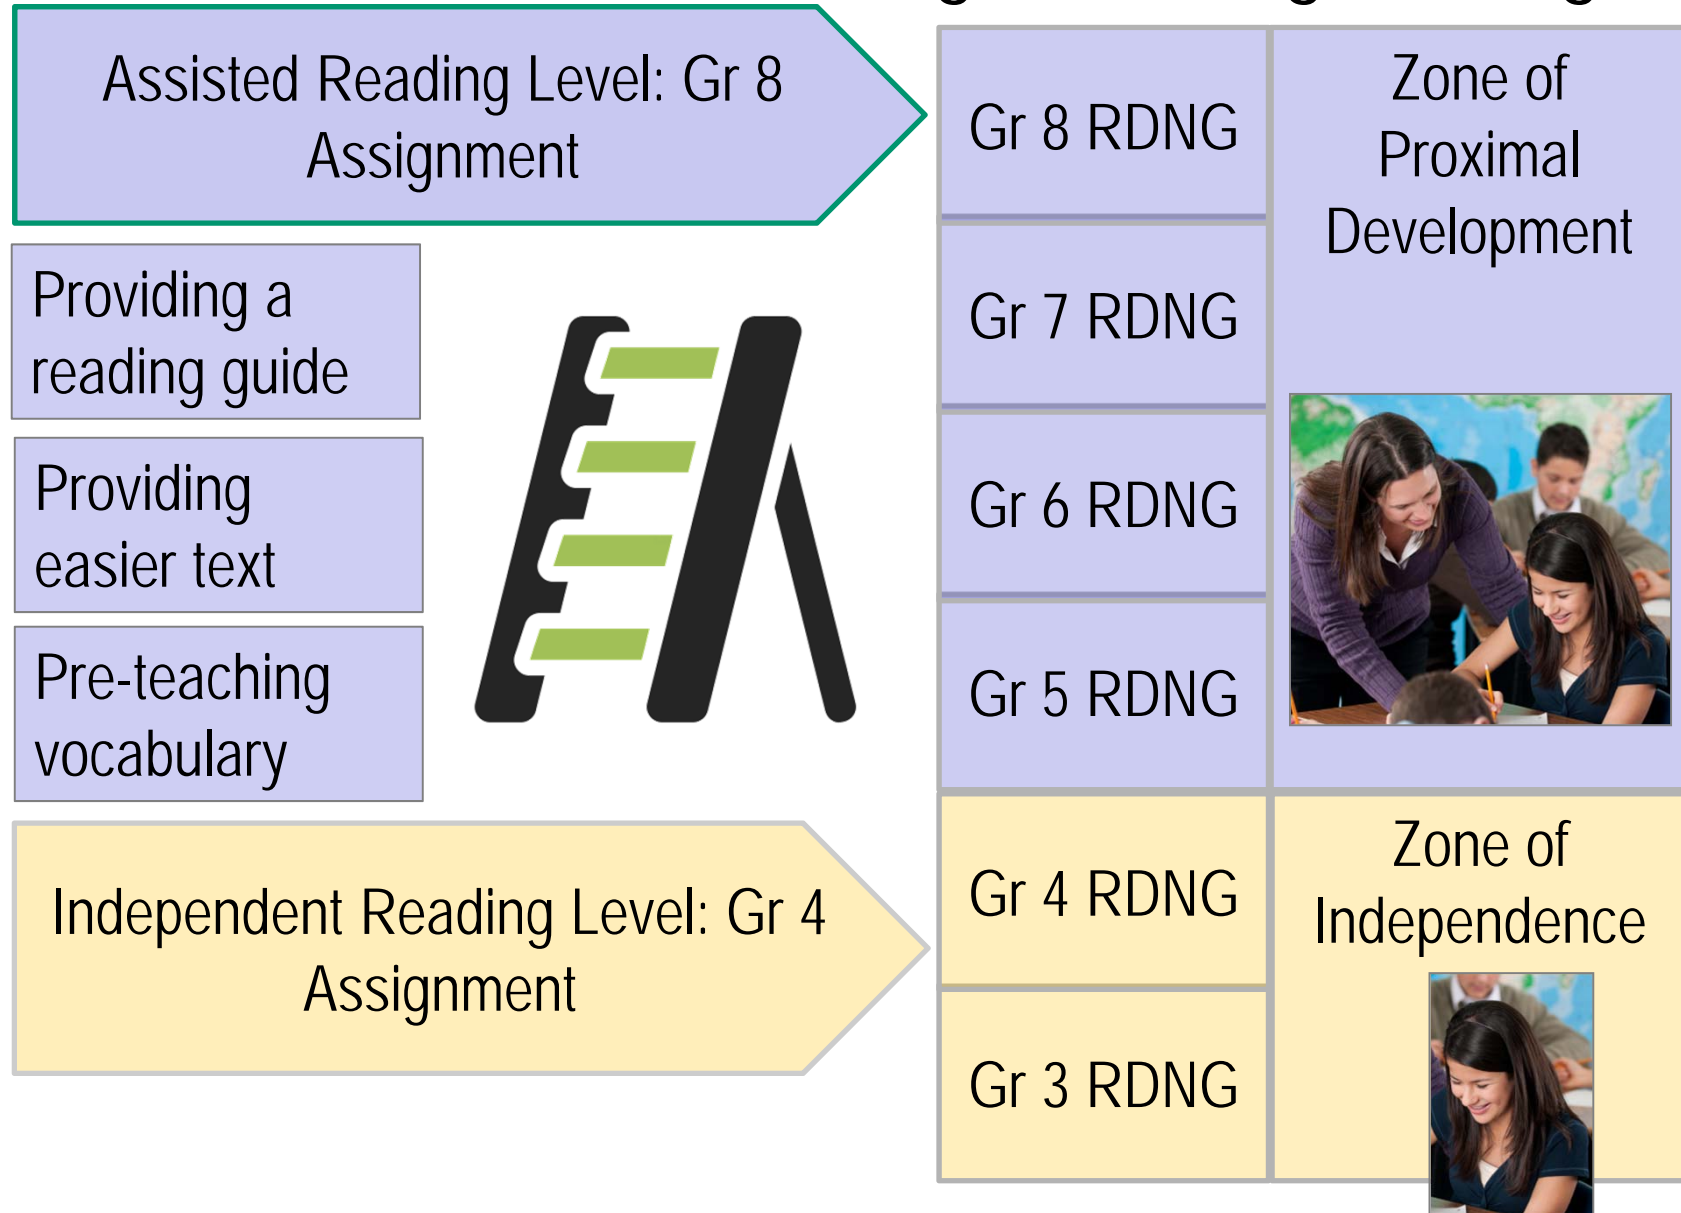 Assisted Reading Level: Gr 8
Assignment
Providing a
reading guide
Providing
easier text
Pre-teaching
vocabulary
Independent Reading Level: Gr 4
Assignment
Gr 8 RDNG
Gr 7 RDNG
Gr 6 RDNG
Gr 5 RDNG
Gr 4 RDNG
Gr 3 RDNG
Zone of
Proximal
Development
Zone of
Independence